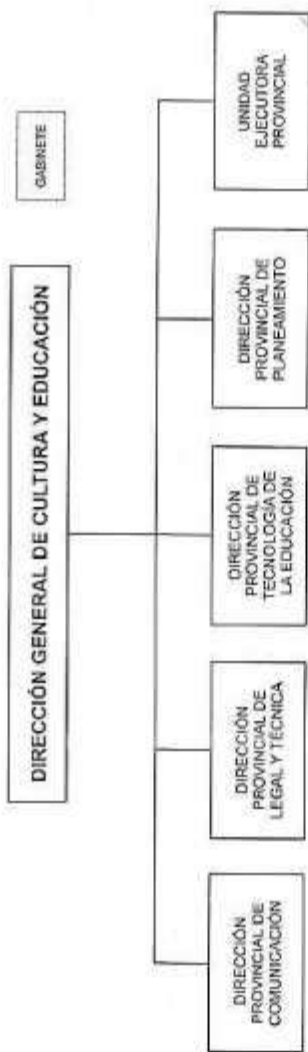 DIRECCIÓN GENERAL DE CULTURA Y EDUCACIÓN
GABINETE
DIRECCIÓN
PROVINCIAL DE
COMUNICACIÓN
DIRECCIÓN
PROVINCIAL DE
LEGAL Y TÉCNICA
DIRECCIÓN
PROVINCIAL DE
TECNOLOGÍA DE
LA EDUCACIÓN
DIRECCIÓN
PROVINCIAL DE
PLANEAMIENTO
UNIDAD
EJECUTORA
PROVINCIAL